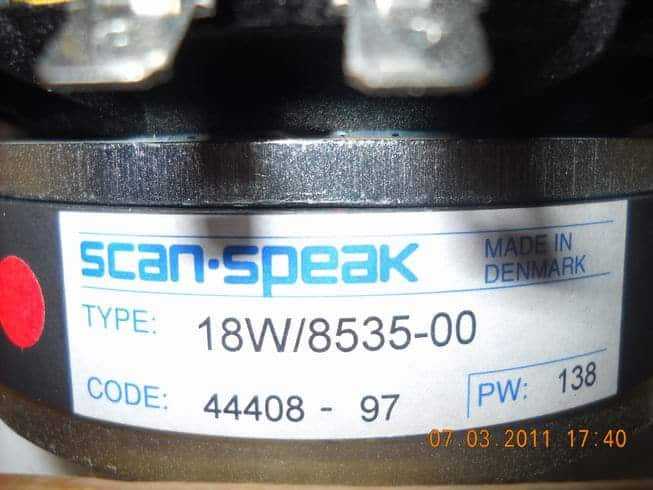 scan·speak
MADE IN
DENMARK
TYPE: 18W/8535-00
CODE: 44408 - 97
PW: 138
07.03.2011 17:40